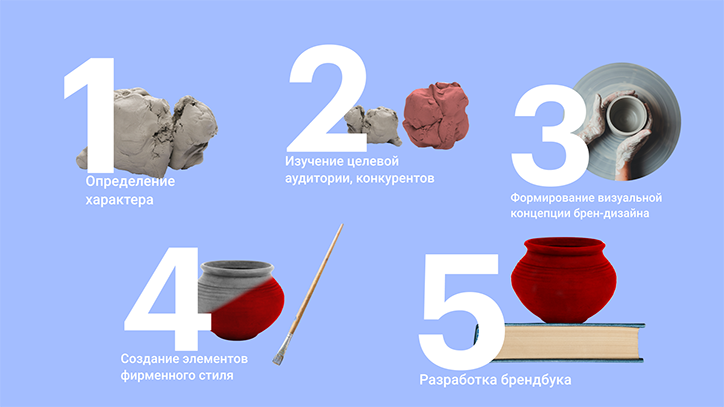 1
Определение
характера
2
Изучение целевой
аудитории, конкурентов
3
Формирование визуальной
концепции брен-дизайна
4
Создание элементов
фирменного стиля
5
Разработка брендбука